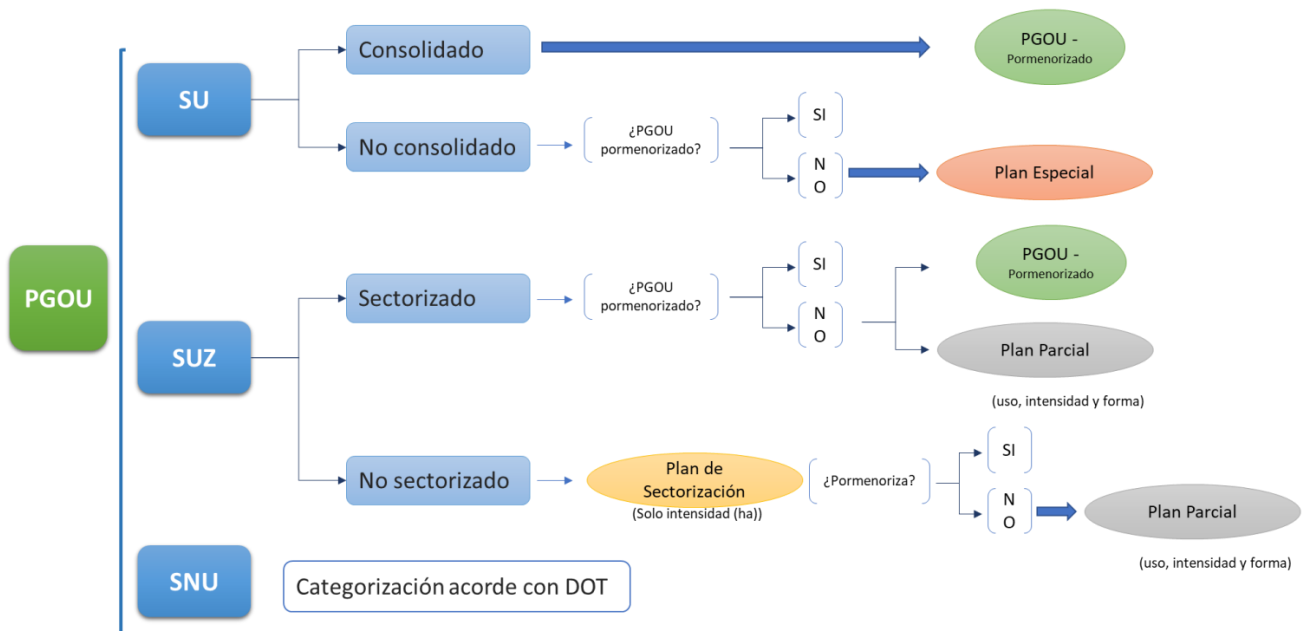 PGOU
SU
Consolidado
PGOU -
Pormenorizado
No consolidado
¿PGOU
pormenorizado?
SI
N
O
Plan Especial
SUZ
Sectorizado
¿PGOU
pormenorizado?
SI
N
O
PGOU -
Pormenorizado
Plan Parcial
(uso, intensidad y forma)
No sectorizado
Plan de
Sectorización
(Solo intensidad (ha))
¿Pormenoriza?
SI
N
O
Plan Parcial
(uso, intensidad y forma)
SNU
Categorización acorde con DOT